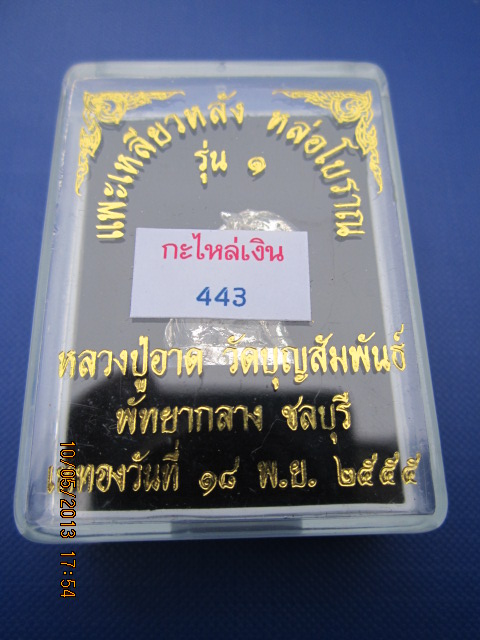 แพะเหลียวหลัง หล่อโบราณ
รุ่น ๑
กะไหล่เงิน
443
หลวงปู่อาด วัดบุญสัมพันธ์
พัทยากลาง ชลบุรี
เททองวันที่ ๑๘ พ.ย. ๒๕๕๕
10/05/2013 17:54